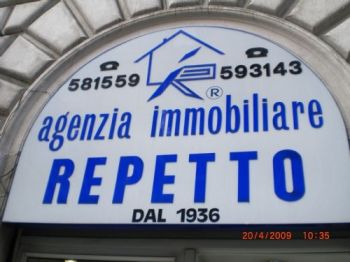 581559 593143
®
agenzia immobiliare
REPETTO
DAL 1936
20/4/2009 10:35